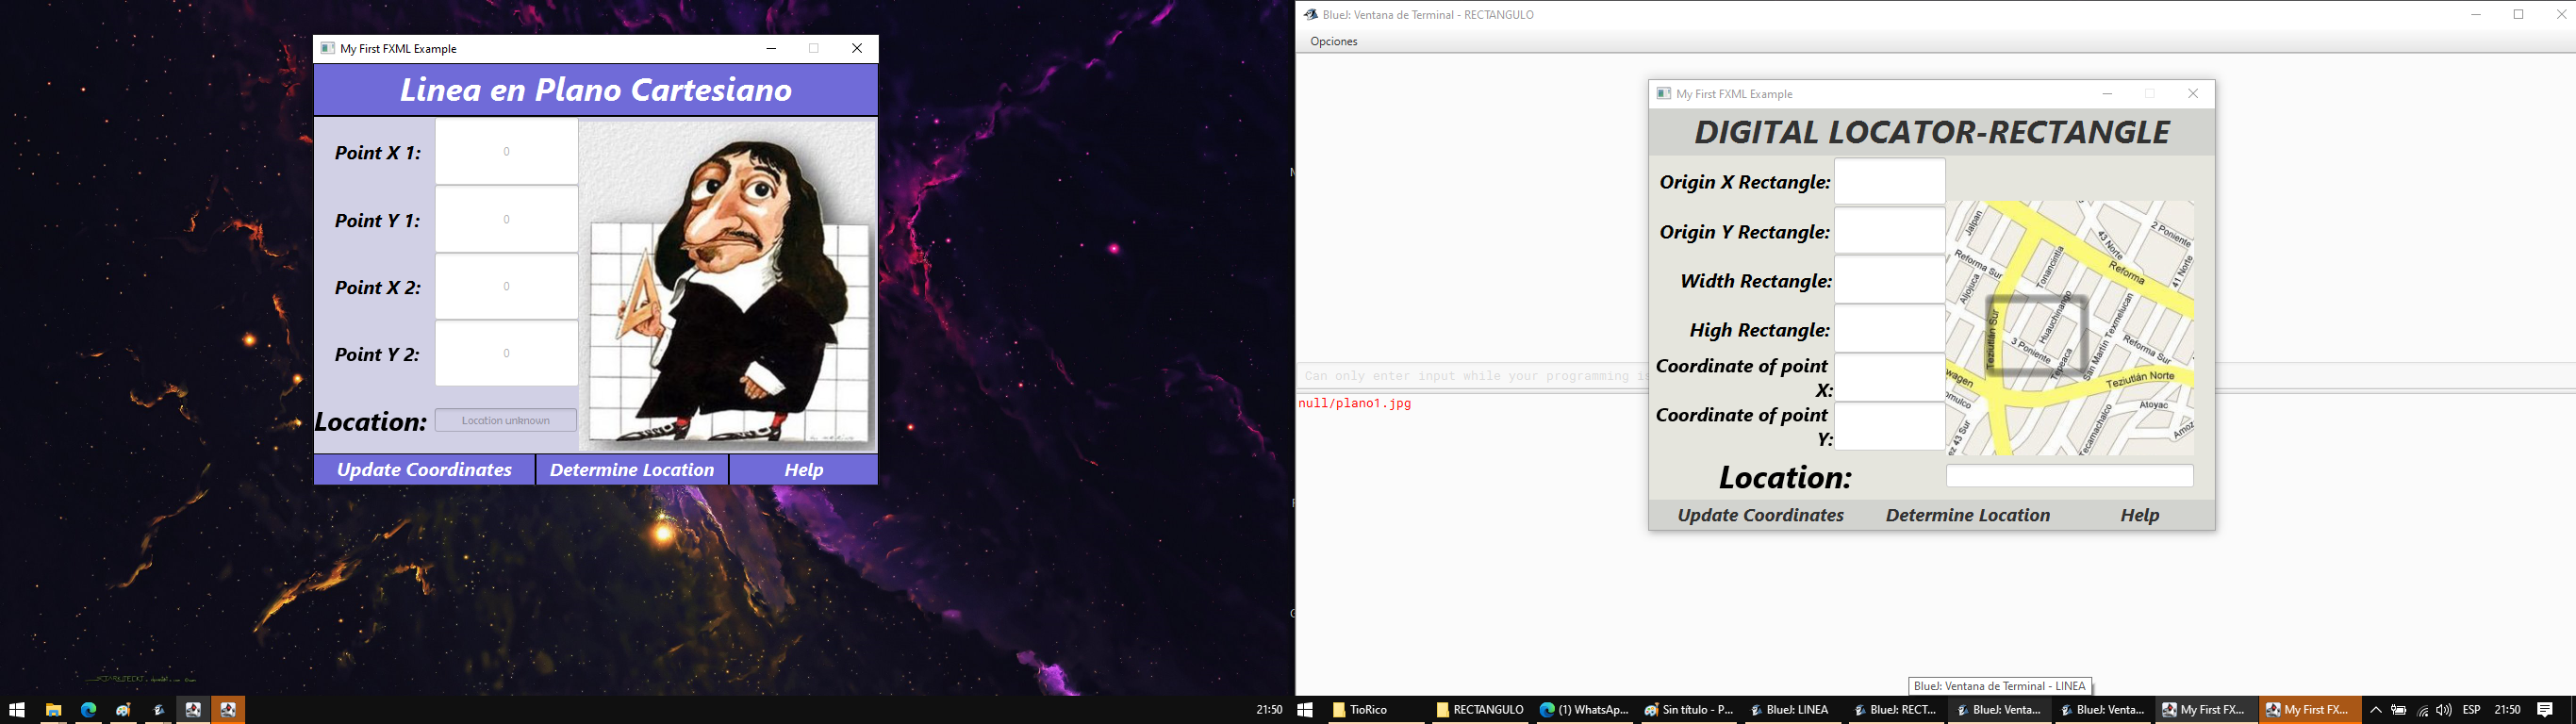 My First FXML Example
Linea en Plano Cartesiano
Point X 1:
0
Point Y 1:
0
Point X 2:
0
Point Y 2:
0
Location:
Location unknown
Update Coordinates
Determine Location
Help
21:50
BlueJ: Ventana de Terminal - RECTANGULO
Opciones
Can only enter input while your programming is
null/plano1.jpg
My First FXML Example
DIGITAL LOCATOR-RECTANGLE
Origin X Rectangle:
Origin Y Rectangle:
Width Rectangle:
High Rectangle:
Coordinate of point
X:
Coordinate of point
Y:
Jalpan
43 Norte
2 Poniente
Reforma Sur
Tonancintla
Reforma
41 Norte
Aljojuca
Huauchinango
Teziutlán Sur
3 Poniente
Tepeaca
San Martín Texmelucan
Reforma Sur
wagen
Teziutlán Norte
omulco
Atoyac
Tecamachalco
Amoz
ez 43 Sur
Location:
Update Coordinates
Determine Location
Help
BlueJ: Ventana de Terminal - LINEA
TioRico
RECTANGULO
(1) WhatsAp...
Sin título - P...
BlueJ: LINEA
BlueJ: RECT...
BlueJ: Venta...
BlueJ: Venta...
My First FX...
My First FX...
ESP
21:50